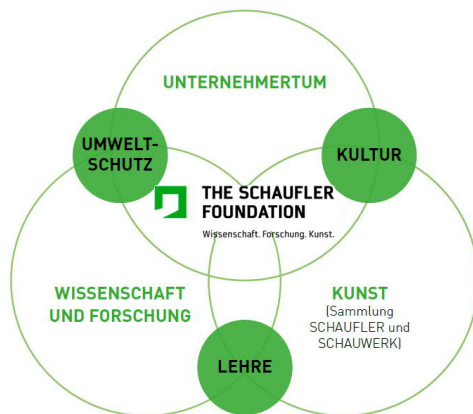 UNTERNEHMERTUM
UMWELT-
SCHUTZ
KULTUR
THE SCHAUFLER
FOUNDATION
Wissenschaft. Forschung. Kunst.
WISSENSCHAFT
UND FORSCHUNG
KUNST
(Sammlung
SCHAUFLER und
SCHAUWERK)
LEHRE